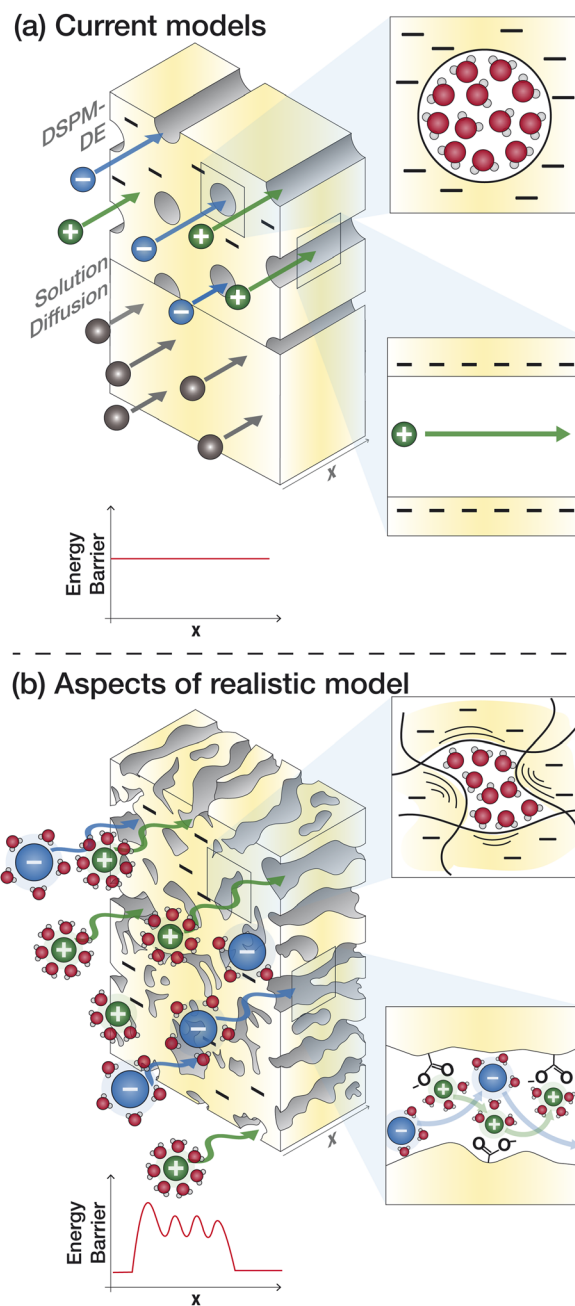 (a) Current models
DSPM-
DE
Solution
Diffusion
x
Energy
Barrier
x
(b) Aspects of realistic model
x
O
O
O
O
O
O
Energy
Barrier
x